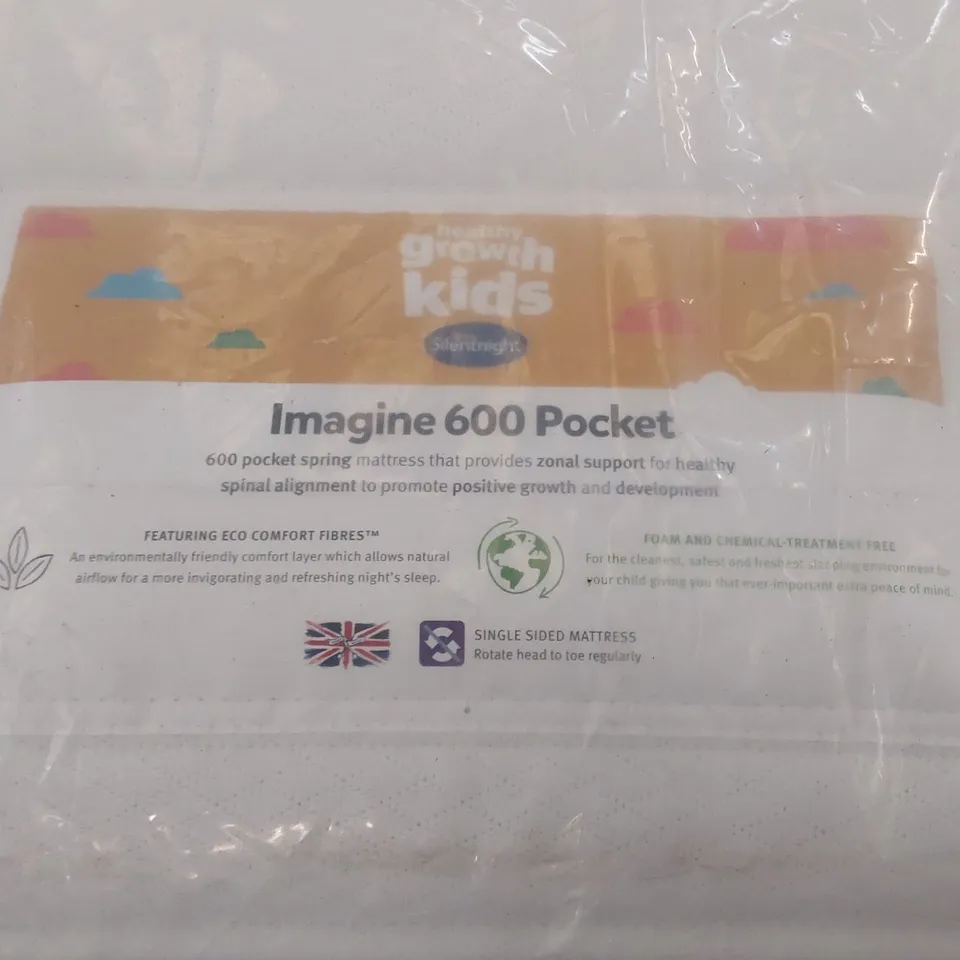 healthy
growth
kids
Silentnight
Imagine 600 Pocket
600 pocket spring mattress that provides zonal support for healthy
spinal alignment to promote positive growth and development
FEATURING ECO COMFORT FIBRES™
An environmentally friendly comfort layer which allows natural
airflow for a more invigorating and refreshing night's sleep.
FOAM AND CHEMICAL-TREATMENT FREE
For the cleanest, safest and freshest sleeping environment for
your child giving you that ever-important extra peace of mind.
SINGLE SIDED MATTRESS
Rotate head to toe regularly